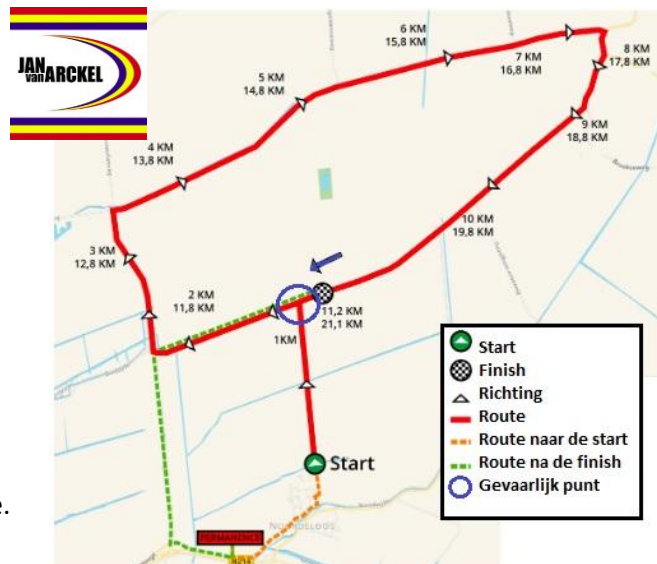 JAN
van ARCKEL
6 KM
15,8 KM
7 KM
16,8 KM
8 KM
17,8 KM
5 KM
14,8 KM
9 KM
18,8 KM
4 KM
13,8 KM
10 KM
19,8 KM
3 KM
12,8 KM
2 KM
11,8 KM
11,2 KM
21,1 KM
1KM
Start
PERMANENCE
Start
Finish
Richting
Route
Route naar de start
Route na de finish
Gevaarlijk punt
e.